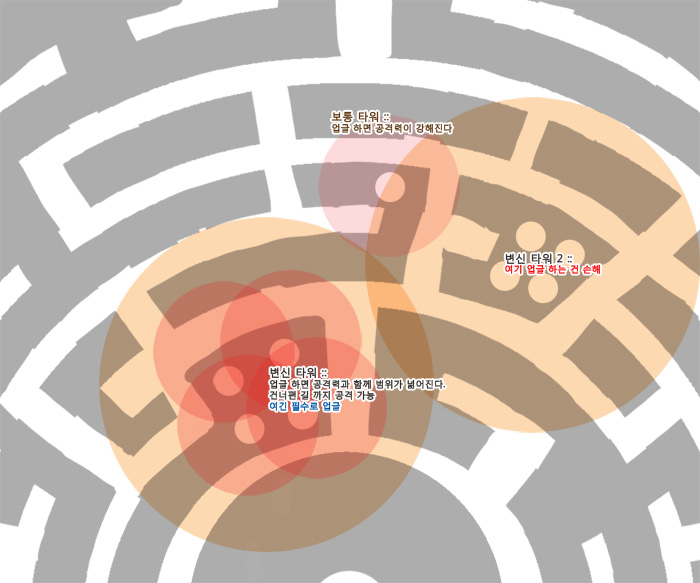 보통 타워 ::
업글 하면 공격력이 강해진다
변신 타워 2 ::
여기 업글 하는 건 손해
변신 타워 ::
업글 하면 공격력과 함께 범위가 넓어진다.
건너편 길 까지 공격 가능
여긴 필수로 업글